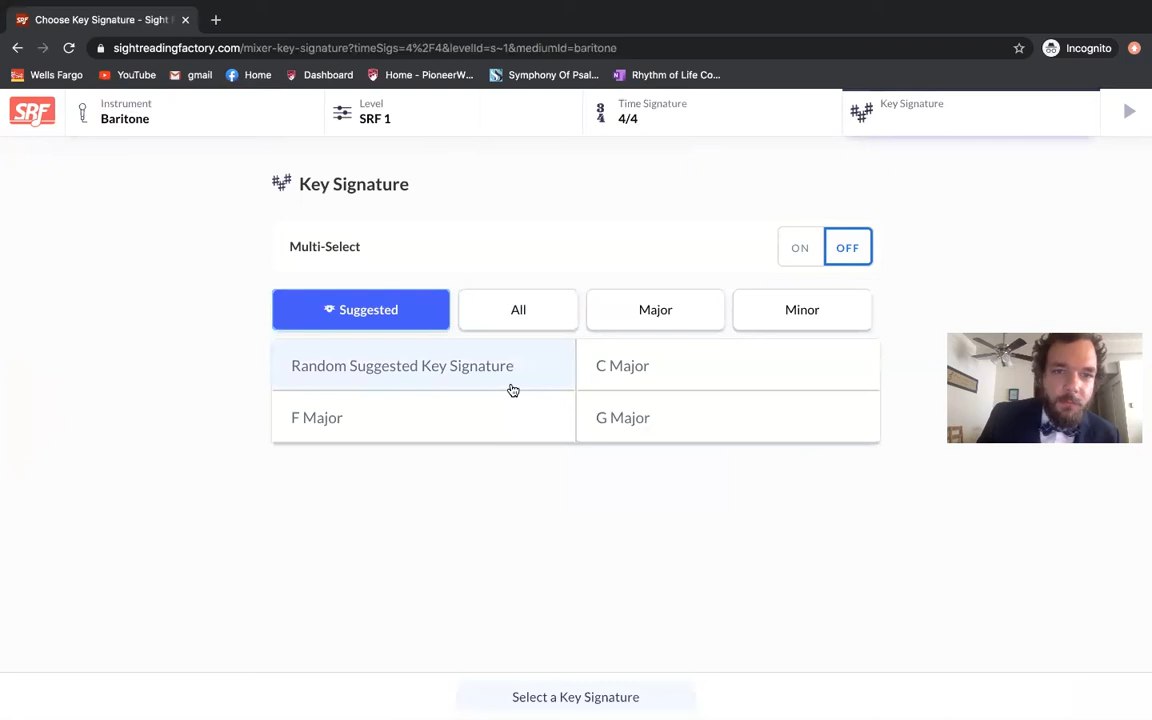 SRF
Choose Key Signature - Sight R
sightreadingfactory.com/mixer-key-signature?timeSigs=4%2F4&levelId=s~1&mediumId=baritone
Incognito
Wells Fargo
YouTube
gmail
Home
Dashboard
Home - PioneerW...
Symphony Of Psal...
Rhythm of Life Co...
SRF
Instrument
Baritone
Level
SRF 1
3
4
Time Signature
4/4
Key Signature
Key Signature
Multi-Select
ON
OFF
Suggested
All
Major
Minor
Random Suggested Key Signature
C Major
F Major
G Major
Select a Key Signature